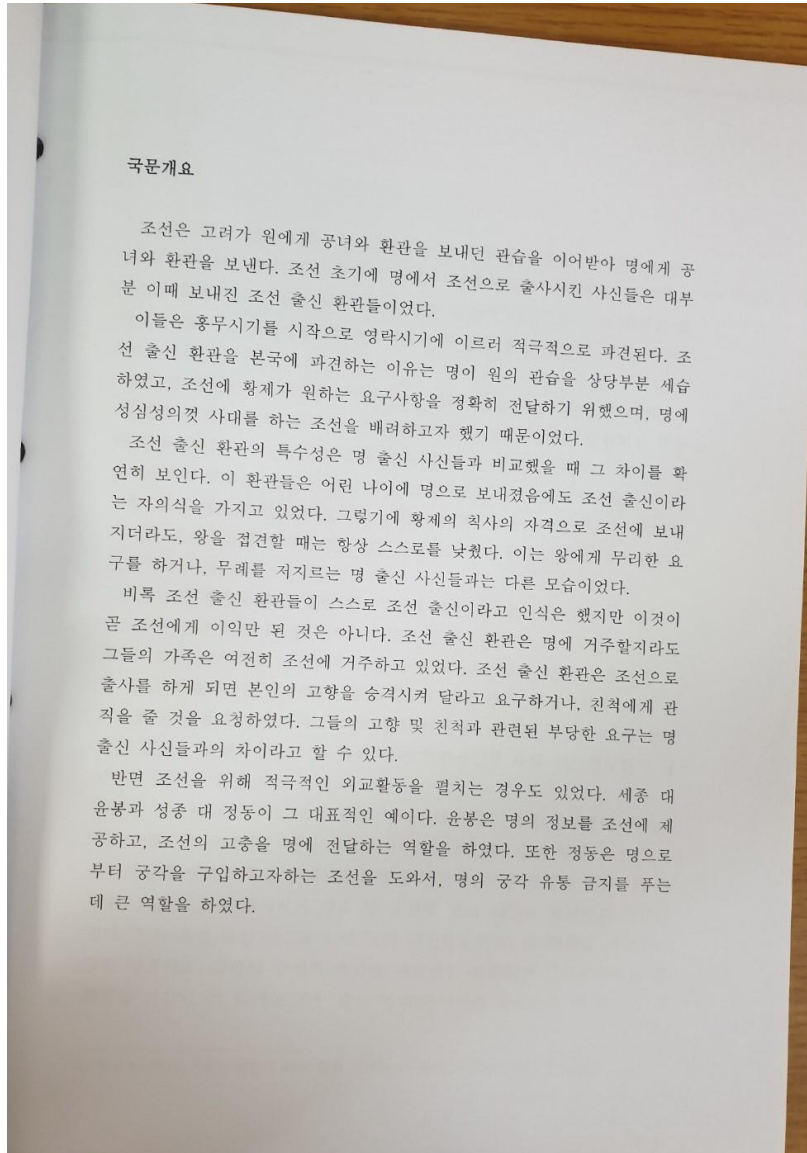 국문개요
조선은 고려가 원에게 공녀와 환관을 보내던 관습을 이어받아 명에게 공
녀와 환관을 보낸다. 조선 초기에 명에서 조선으로 출사시킨 사신들은 대부
분 이때 보내진 조선 출신 환관들이었다.
이들은 홍무시기를 시작으로 영락시기에 이르러 적극적으로 파견된다. 조
선 출신 환관을 본국에 파견하는 이유는 명이 원의 관습을 상당부분 세습
하였고, 조선에 황제가 원하는 요구사항을 정확히 전달하기 위했으며, 명에
성심성의껏 사대를 하는 조선을 배려하고자 했기 때문이었다.
조선 출신 환관의 특수성은 명 출신 사신들과 비교했을 때 그 차이를 확
연히 보인다. 이 환관들은 어린 나이에 명으로 보내졌음에도 조선 출신이라
는 자의식을 가지고 있었다. 그렇기에 황제의 칙사의 자격으로 조선에 보내
지더라도, 왕을 접견할 때는 항상 스스로를 낮췄다. 이는 왕에게 무리한 요
구를 하거나, 무례를 저지르는 명 출신 사신들과는 다른 모습이었다.
비록 조선 출신 환관들이 스스로 조선 출신이라고 인식은 했지만 이것이
곧 조선에게 이익만 된 것은 아니다. 조선 출신 환관은 명에 거주할지라도
그들의 가족은 여전히 조선에 거주하고 있었다. 조선 출신 환관은 조선으로
출사를 하게 되면 본인의 고향을 승격시켜 달라고 요구하거나, 친척에게 관
직을 줄 것을 요청하였다. 그들의 고향 및 친척과 관련된 부당한 요구는 명
출신 사신들과의 차이라고 할 수 있다.
반면 조선을 위해 적극적인 외교활동을 펼치는 경우도 있었다. 세종 대
윤봉과 성종 대 정동이 그 대표적인 예이다. 윤봉은 명의 정보를 조선에 제
공하고, 조선의 고충을 명에 전달하는 역할을 하였다. 또한 정동은 명으로
부터 궁각을 구입하고자하는 조선을 도와서, 명의 궁각 유통 금지를 푸는
데 큰 역할을 하였다.